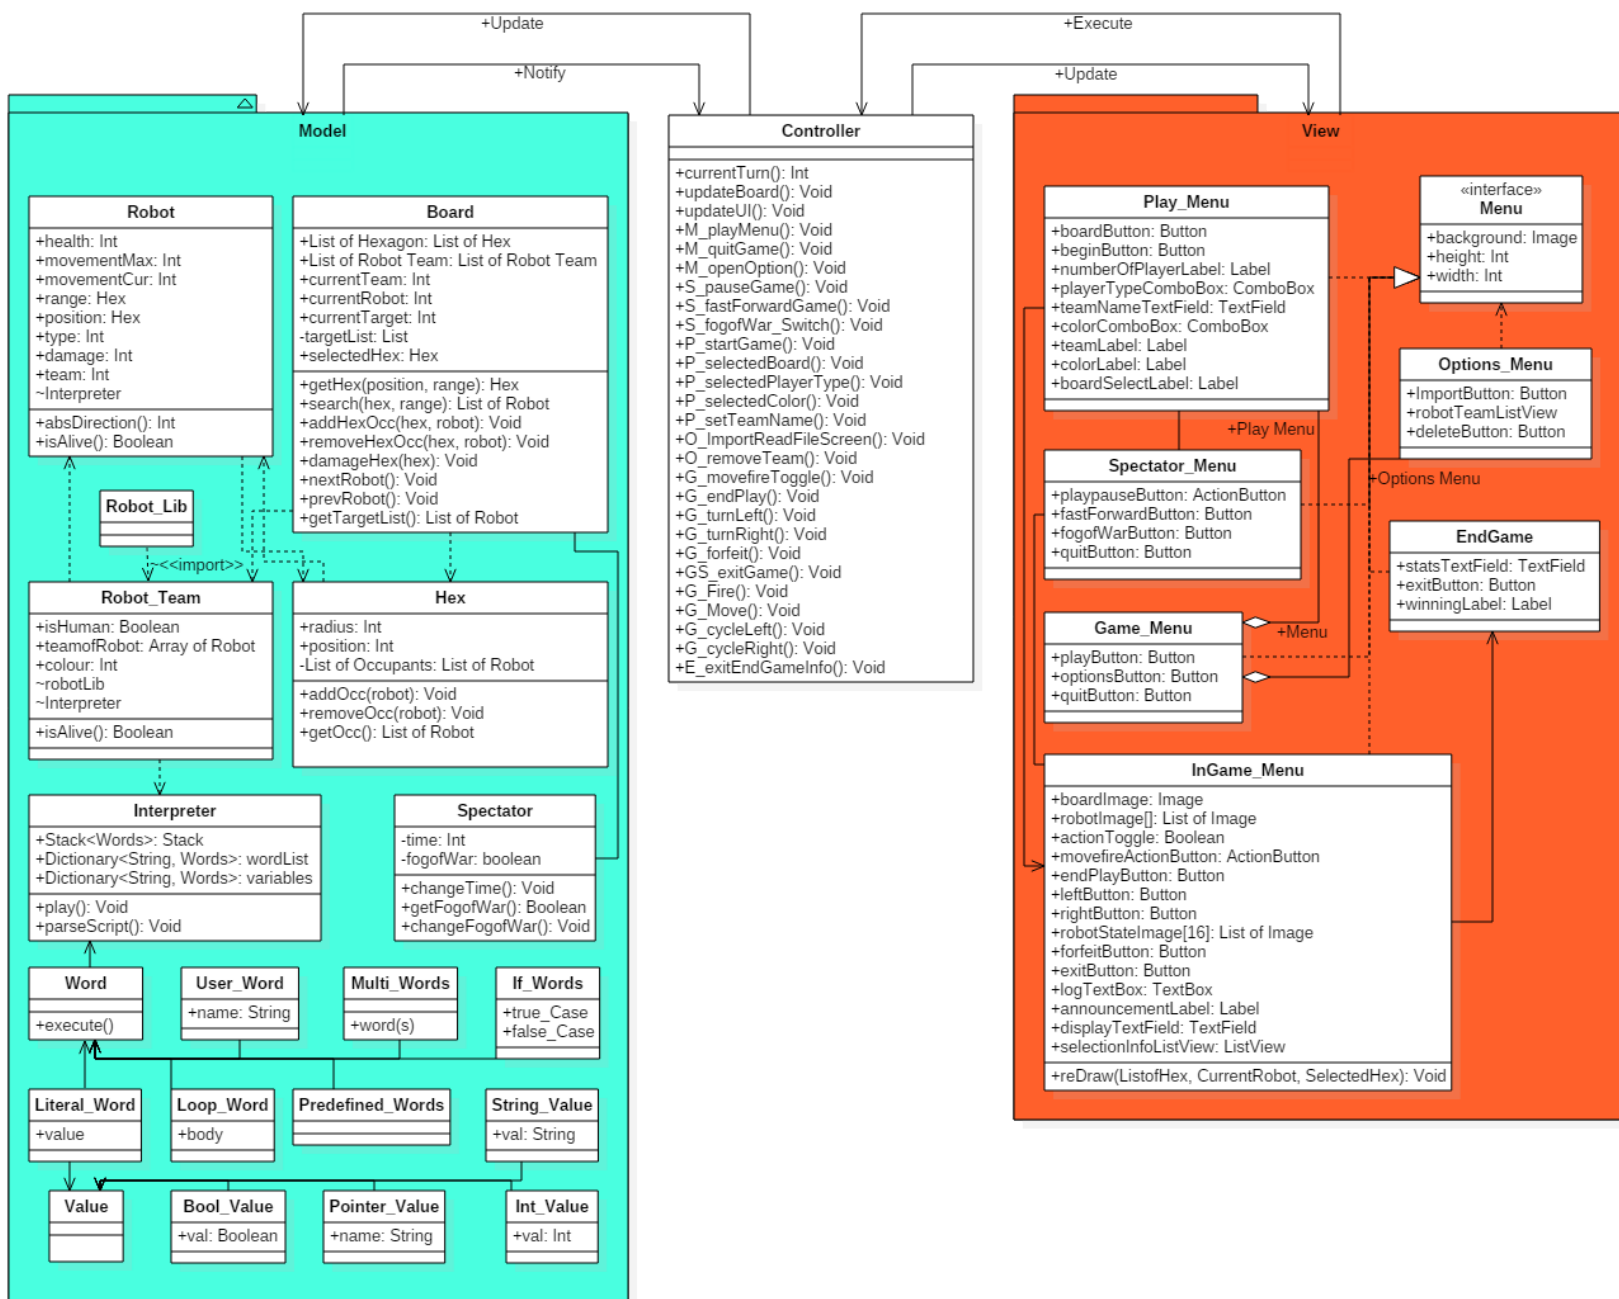 +Update
+Execute
+Notify
+Update
Model
Robot
+health: Int
+movementMax: Int
+movementCur: Int
+range: Hex
+position: Hex
+type: Int
+damage: Int
+team: Int
~Interpreter
+absDirection(): Int
+isAlive(): Boolean
Board
+List of Hexagon: List of Hex
+List of Robot Team: List of Robot Team
+currentTeam: Int
+currentRobot: Int
+currentTarget: Int
-targetList: List
+selectedHex: Hex
+getHex(position, range): Hex
+search(hex, range): List of Robot
+addHexOcc(hex, robot): Void
+removeHexOcc(hex, robot): Void
+damageHex(hex): Void
+nextRobot(): Void
+prevRobot(): Void
+getTargetList(): List of Robot
Robot_Lib
~<<import>>
Robot_Team
+isHuman: Boolean
+teamofRobot: Array of Robot
+colour: Int
~robotLib
~Interpreter
+isAlive(): Boolean
Hex
+radius: Int
+position: Int
-List of Occupants: List of Robot
+addOcc(robot): Void
+removeOcc(robot): Void
+getOcc(): List of Robot
Interpreter
+Stack<Words>: Stack
+Dictionary<String, Words>: wordList
+Dictionary<String, Words>: variables
+play(): Void
+parseScript(): Void
Spectator
-time: Int
-fogofWar: boolean
+changeTime(): Void
+getFogofWar(): Boolean
+changeFogofWar(): Void
Word
+execute()
User_Word
+name: String
Multi_Words
+word(s)
If_Words
+true_Case
+false_Case
Literal_Word
+value
Loop_Word
+body
Predefined_Words
String_Value
+val: String
Value
Bool_Value
+val: Boolean
Pointer_Value
+name: String
Int_Value
+val: Int
Controller
+currentTurn(): Int
+updateBoard(): Void
+updateUI(): Void
+M_playMenu(): Void
+M_quitGame(): Void
+M_openOption(): Void
+S_pauseGame(): Void
+S_fastForwardGame(): Void
+S_fogofWar_Switch(): Void
+P_startGame(): Void
+P_selectedBoard(): Void
+P_selectedPlayerType(): Void
+P_selectedColor(): Void
+P_setTeamName(): Void
+O_ImportReadFileScreen(): Void
+O_removeTeam(): Void
+G_movefireToggle(): Void
+G_endPlay(): Void
+G_turnLeft(): Void
+G_turnRight(): Void
+G_forfeit(): Void
+GS_exitGame(): Void
+G_Fire(): Void
+G_Move(): Void
+G_cycleLeft(): Void
+G_cycleRight(): Void
+E_exitEndGameInfo(): Void
View
Play_Menu
+boardButton: Button
+beginButton: Button
+numberOfPlayerLabel: Label
+playerTypeComboBox: ComboBox
+teamNameTextField: TextField
+colorComboBox: ComboBox
+teamLabel: Label
+colorLabel: Label
+boardSelectLabel: Label
«interface»
Menu
+background: Image
+height: Int
+width: Int
Options_Menu
+ImportButton: Button
+robotTeamListView
+deleteButton: Button
+Play Menu
+Options Menu
Spectator_Menu
+playpauseButton: ActionButton
+fastForwardButton: Button
+fogofWarButton: Button
+quitButton: Button
EndGame
+statsTextField: TextField
+exitButton: Button
+winningLabel: Label
Game_Menu
+playButton: Button
+optionsButton: Button
+quitButton: Button
+Menu
InGame_Menu
+boardImage: Image
+robotImage[]: List of Image
+actionToggle: Boolean
+movefireActionButton: ActionButton
+endPlayButton: Button
+leftButton: Button
+rightButton: Button
+robotStateImage[16]: List of Image
+forfeitButton: Button
+exitButton: Button
+logTextBox: TextBox
+announcementLabel: Label
+displayTextField: TextField
+selectionInfoListView: ListView
+reDraw(ListofHex, CurrentRobot, SelectedHex): Void